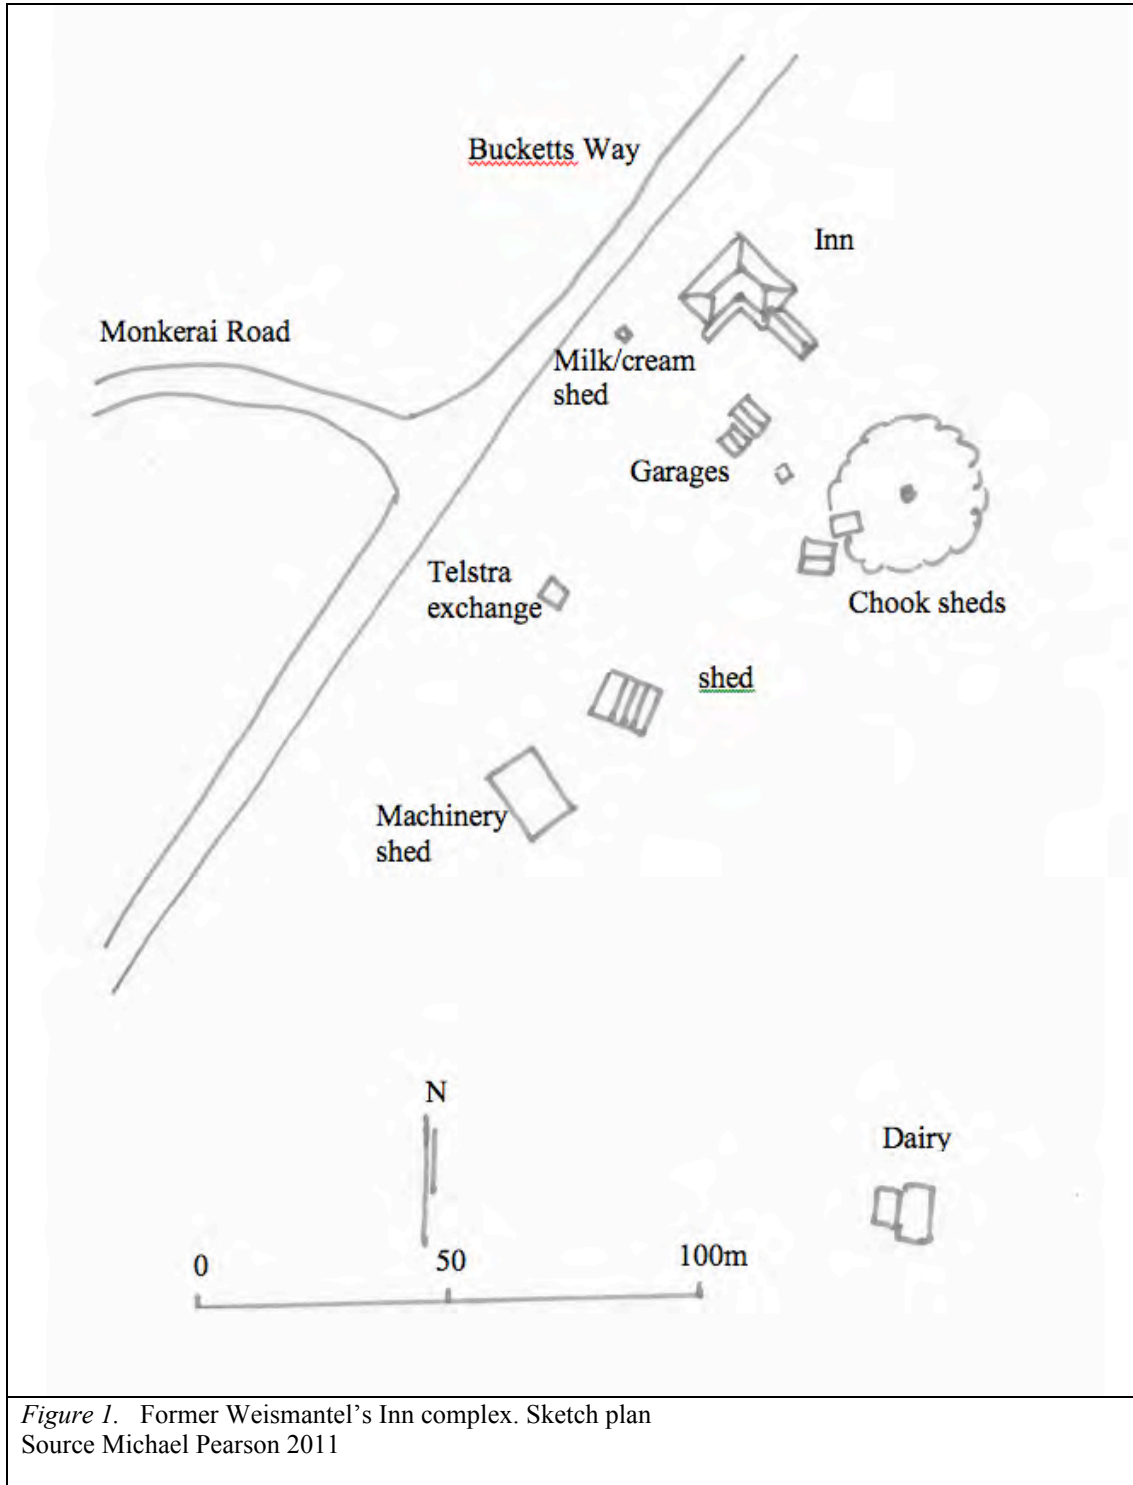 Bucketts Way
Inn
Monkerai Road
Milk/cream
shed
Garages
Telstra
exchange
Chook sheds
shed
Machinery
shed
N
Dairy
0
50
100m
Figure 1. Former Weismantel's Inn complex. Sketch plan
Source Michael Pearson 2011